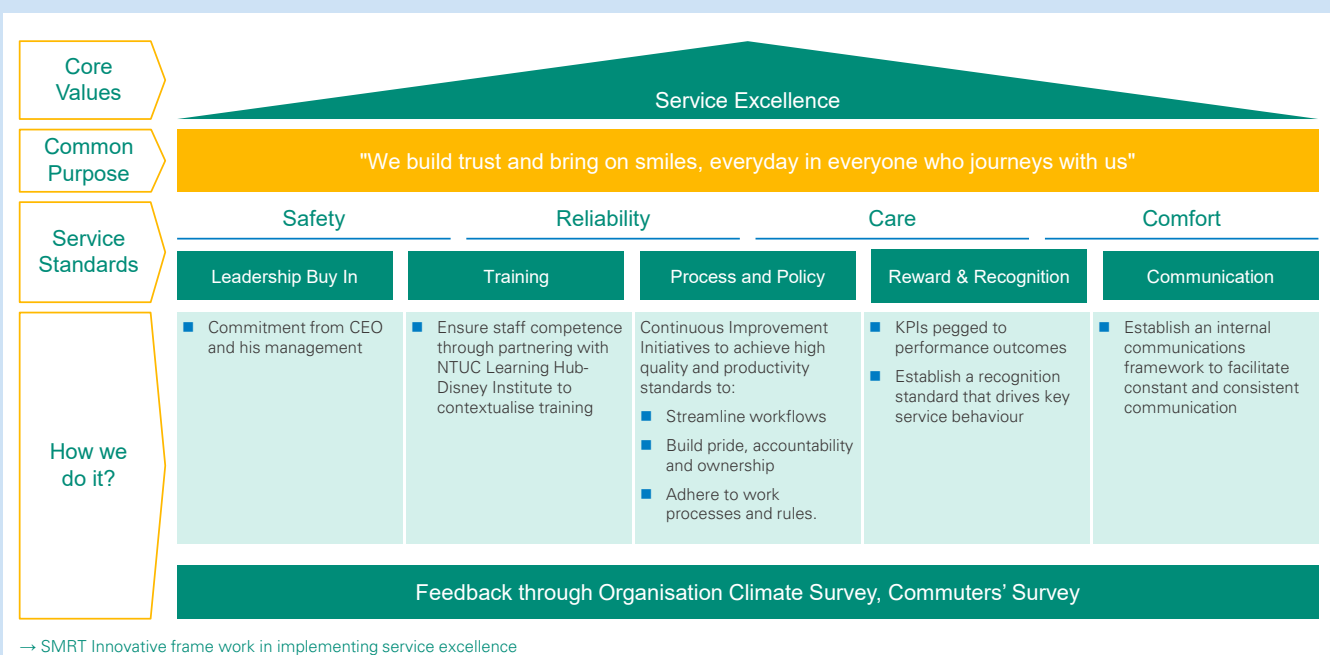 Core
Values
Service Excellence
Common
Purpose
"We build trust and bring on smiles, everyday in everyone who journeys with us"
Service
Standards
Safety
Reliability
Care
Comfort
Leadership Buy In
Training
Process and Policy
Reward & Recognition
Communication
How we
do it?
■ Commitment from CEO
and his management
■ Ensure staff competence
through partnering with
NTUC Learning Hub-
Disney Institute to
contextualise training
Continuous Improvement
Initiatives to achieve high
quality and productivity
standards to:
■ Streamline workflows
■ Build pride, accountability
and ownership
■ Adhere to work
processes and rules.
■ KPIs pegged to
performance outcomes
■ Establish a recognition
standard that drives key
service behaviour
■ Establish an internal
communications
framework to facilitate
constant and consistent
communication
Feedback through Organisation Climate Survey, Commuters’ Survey
→ SMRT Innovative frame work in implementing service excellence